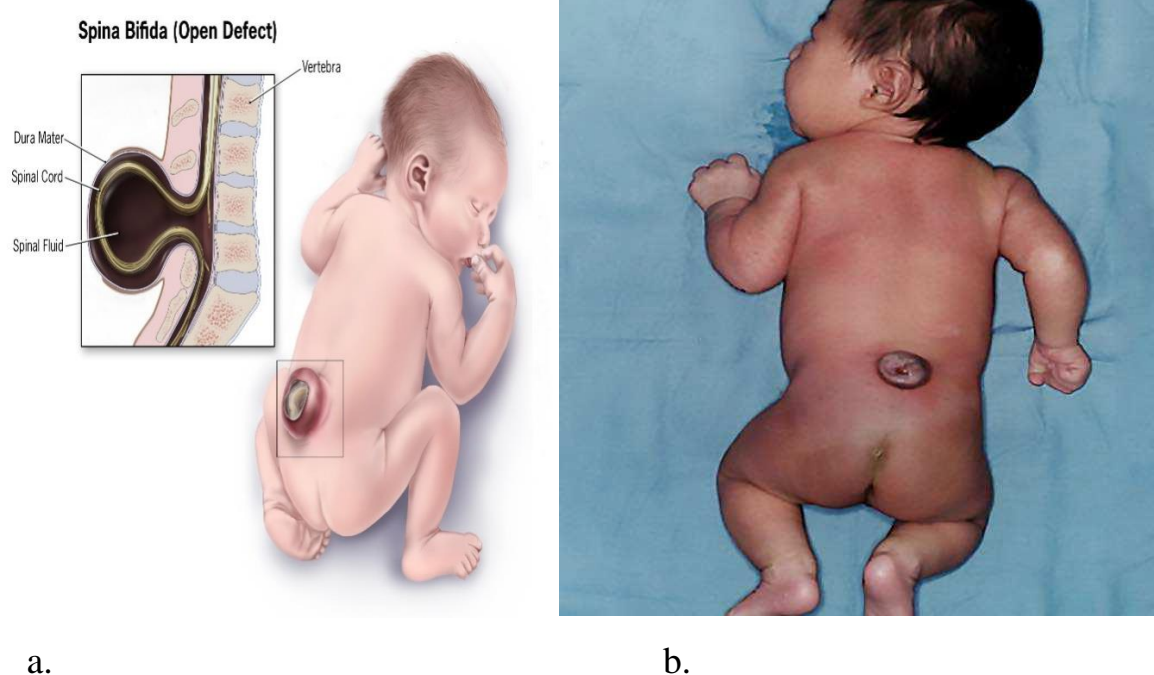 Spina Bifida (Open Defect)
Vertebra
Dura Mater
Spinal Cord
Spinal Fluid
a.
b.